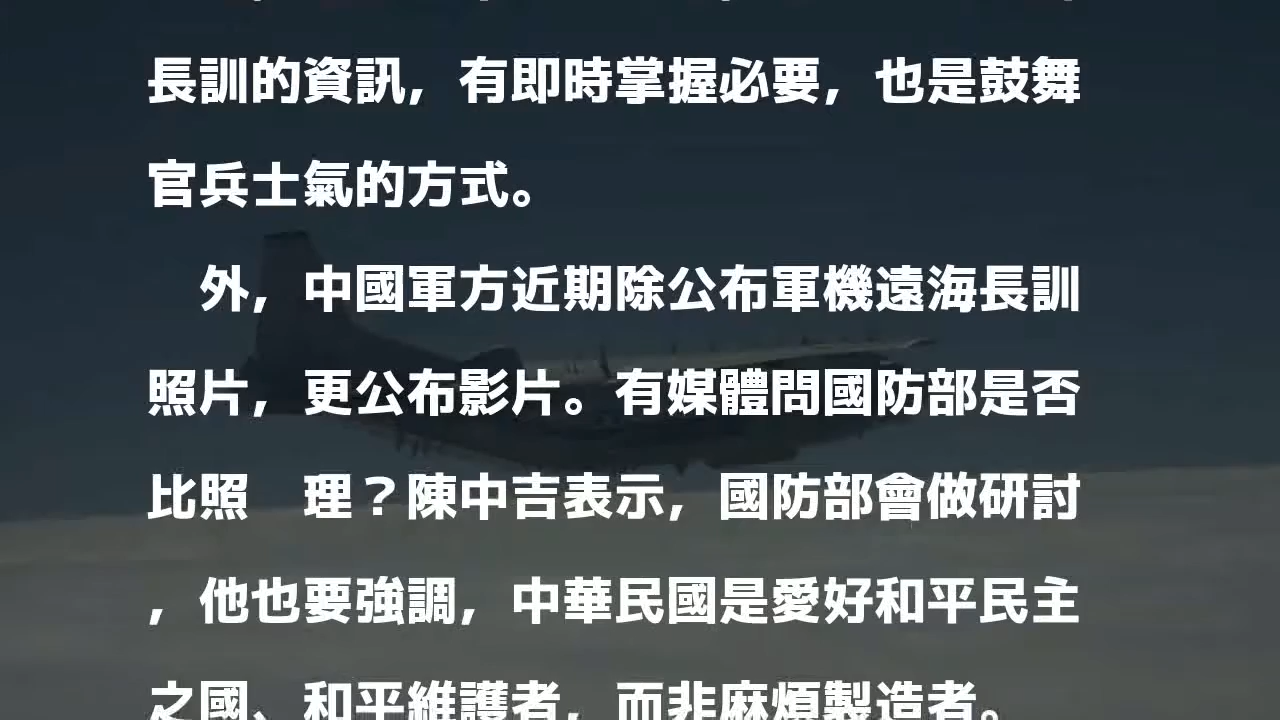 長訓的資訊，有即時掌握必要，也是鼓舞
官兵士氣的方式。
外，中國軍方近期除公布軍機遠海長訓
照片，更公布影片。有媒體問國防部是否
比照　理？陳中吉表示，國防部會做研討
，他也要強調，中華民國是愛好和平民主
之國、和平維護者，而非麻煩製造者。